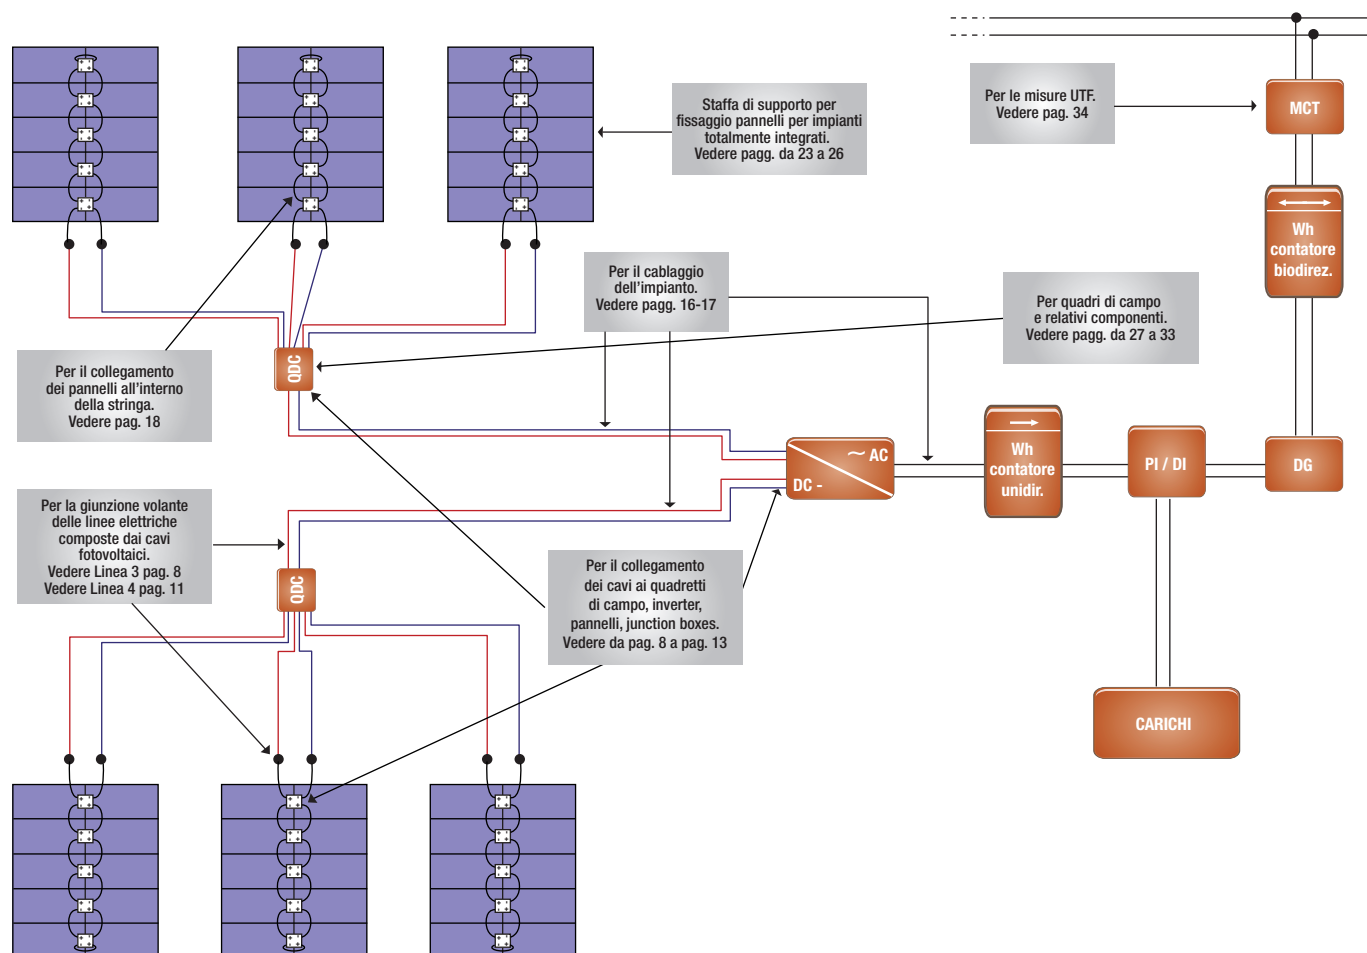 Staffa di supporto per
fissaggio pannelli per impianti
totalmente integrati.
Vedere pagg. da 23 a 26
Per le misure UTF.
Vedere pag. 34
MCT
Wh
contatore
biodirez.
Per il cablaggio
dell'impianto.
Vedere pagg. 16-17
Per quadri di campo
e relativi componenti.
Vedere pagg. da 27 a 33
Per il collegamento
dei pannelli all'interno
della stringa.
Vedere pag. 18
QDC
~ AC
DC -
Wh
contatore
unidir.
PI / DI
DG
Per la giunzione volante
delle linee elettriche
composte dai cavi
fotovoltaici.
Vedere Linea 3 pag. 8
Vedere Linea 4 pag. 11
QDC
Per il collegamento
dei cavi ai quadretti
di campo, inverter,
pannelli, junction boxes.
Vedere da pag. 8 a pag. 13
CARICHI